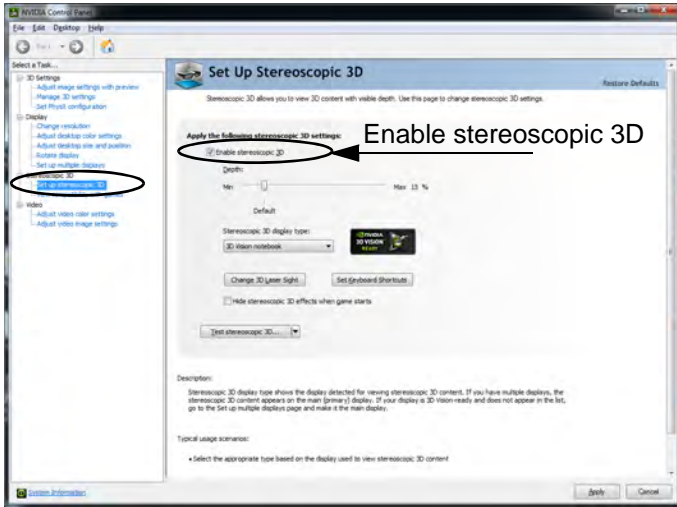 NVIDIA Control Panel
File Edit Desktop Help
Back
Select a Task...
3D Settings
Adjust image settings with preview
Manage 3D settings
Set PhysX configuration
Display
Change resolution
Adjust desktop color settings
Adjust desktop size and position
Rotate display
Set up multiple displays
Stereoscopic 3D
Set up stereoscopic 3D
Video
Adjust video color settings
Adjust video image settings
System Information
Set Up Stereoscopic 3D
Restore Defaults
Stereoscopic 3D allows you to view 3D content with visible depth. Use this page to change stereoscopic 3D settings.
Apply the following stereoscopic 3D settings:
Enable stereoscopic 3D
Enable stereoscopic 3D
Depth:
Min Max 15 %
Default
Stereoscopic 3D display type:
3D Vision notebook
NVIDIA
3D VISION
READY
Change 3D Laser Sight Set Keyboard Shortcuts
Hide stereoscopic 3D effects when game starts
Test stereoscopic 3D...
Description:
Stereoscopic 3D display type shows the display detected for viewing stereoscopic 3D content. If you have multiple displays, the
stereoscopic 3D content appears on the main (primary) display. If your display is 3D Vision-ready and does not appear in the list,
go to the Set up multiple displays page and make it the main display.
Typical usage scenarios:
• Select the appropriate type based on the display used to view stereoscopic 3D content
Apply Cancel